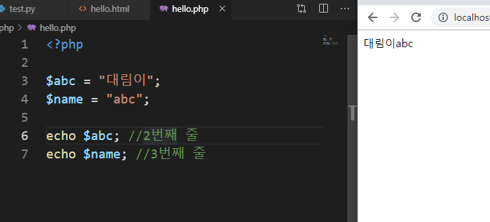 test.py hello.html hello.php
php hello.php
1 <?php
2
3 $abc = "대림이";
4 $name = "abc";
5
6 echo $abc; //2번째 줄
7 echo $name; //3번째 줄
localhos
대림이abc